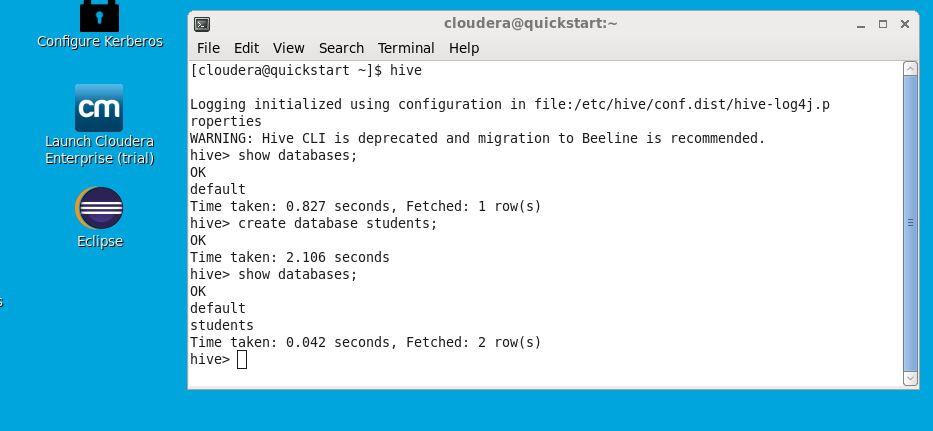 Configure Kerberos
cm
Launch Cloudera
Enterprise (trial)
Eclipse
cloudera@quickstart:~
File Edit View Search Terminal Help
[cloudera@quickstart ~]$ hive
Logging initialized using configuration in file:/etc/hive/conf.dist/hive-log4j.p
roperties
WARNING: Hive CLI is deprecated and migration to Beeline is recommended.
hive> show databases;
OK
default
Time taken: 0.827 seconds, Fetched: 1 row(s)
hive> create database students;
OK
Time taken: 2.106 seconds
hive> show databases;
OK
default
students
Time taken: 0.042 seconds, Fetched: 2 row(s)
hive>